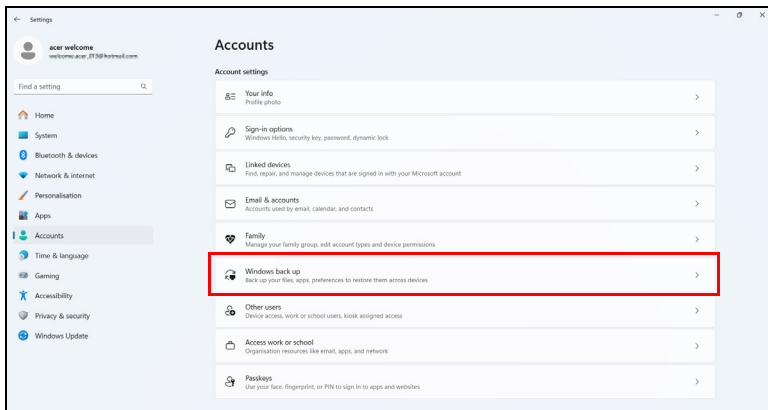 Settings
acer welcome
welcome.acer_013@hotmail.com
Find a setting
Home
System
Bluetooth & devices
Network & internet
Personalisation
Apps
Accounts
Time & language
Gaming
Accessibility
Privacy & security
Windows Update
Accounts
Account settings
Your info
Profile photo
Sign-in options
Windows Hello, security key, password, dynamic lock
Linked devices
Find, repair, and manage devices that are signed in with your Microsoft account
Email & accounts
Accounts used by email, calendar, and contacts
Family
Manage your family group, edit account types and device permissions
Windows back up
Back up your files, apps, preferences to restore them across devices
Other users
Device access, work or school users, kiosk assigned access
Access work or school
Organisation resources like email, apps, and network
Passkeys
Use your face, fingerprint, or PIN to sign in to apps and websites